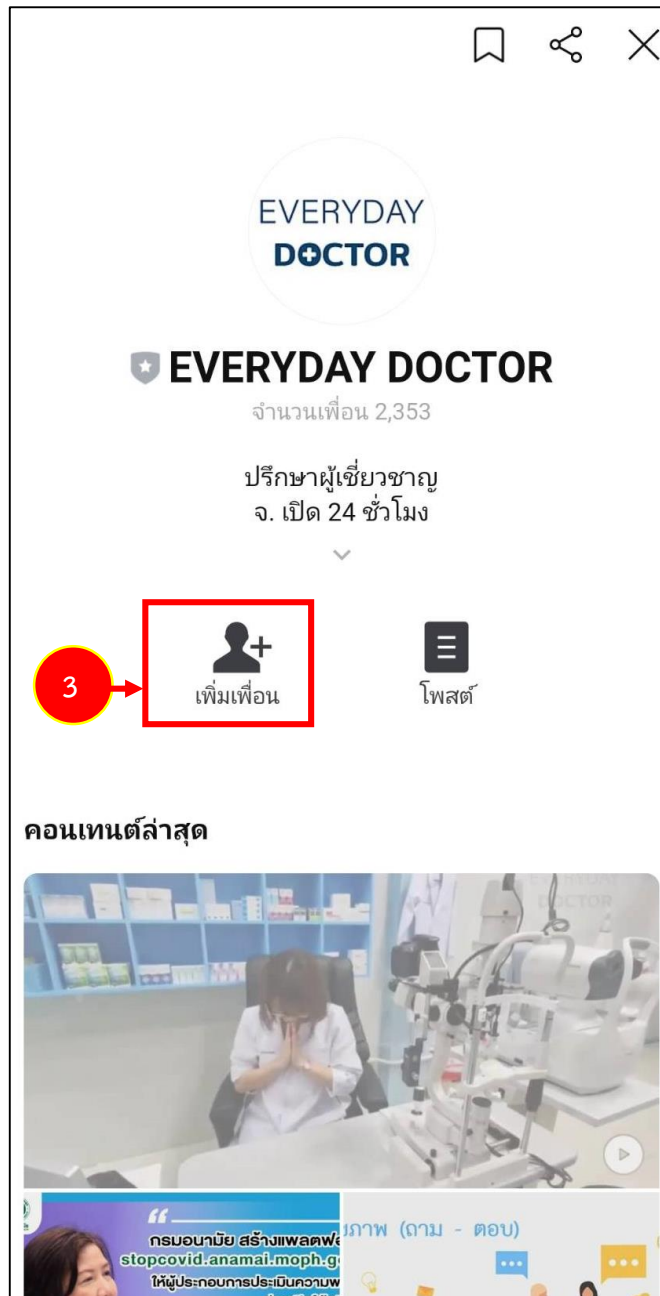 EVERYDAY
DOCTOR
EVERYDAY DOCTOR
จำนวนเพื่อน 2,353
ปรึกษาผู้เชี่ยวชาญ
จ. เปิด 24 ชั่วโมง
3
เพิ่มเพื่อน
โพสต์
คอนเทนต์ล่าสุด
DOCTOR
กรมอนามัย สร้างแพลตฟ
stopcovid.anamai.moph.g
ให้ผู้ประกอบการประเมินความพ
ภาพ (ถาม - ตอบ)